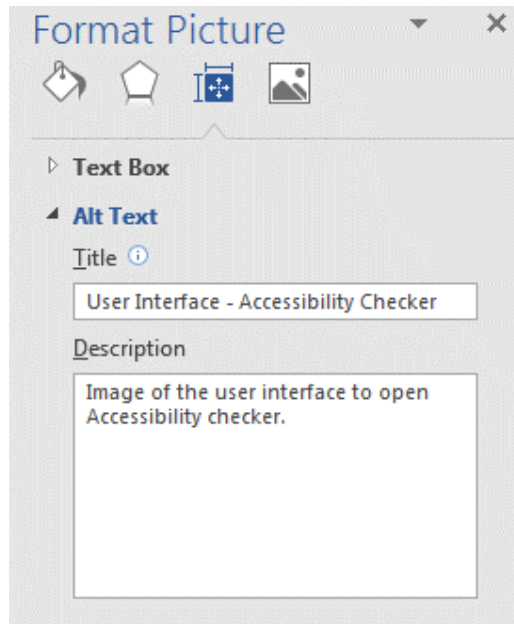 Format Picture
Text Box
Alt Text
Title
User Interface - Accessibility Checker
Description
Image of the user interface to open
Accessibility checker.